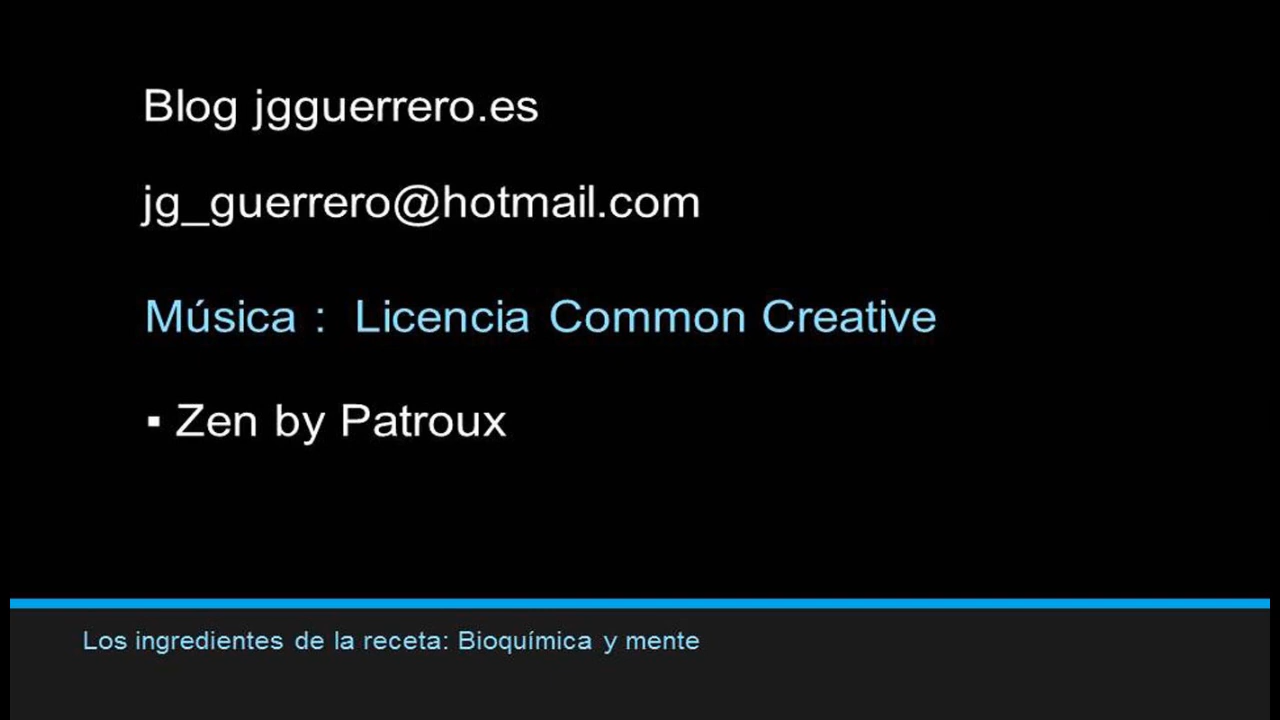 Blog jgguerrero.es
jg_guerrero@hotmail.com
Música : Licencia Common Creative
▪ Zen by Patroux
Los ingredientes de la receta: Bioquímica y mente